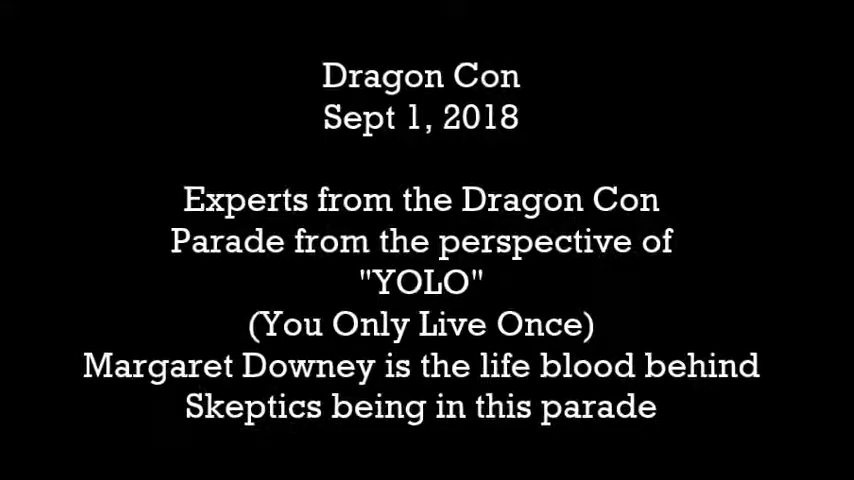 Dragon Con
Sept 1, 2018
Experts from the Dragon Con
Parade from the perspective of
"YOLO"
(You Only Live Once)
Margaret Downey is the life blood behind
Skeptics being in this parade